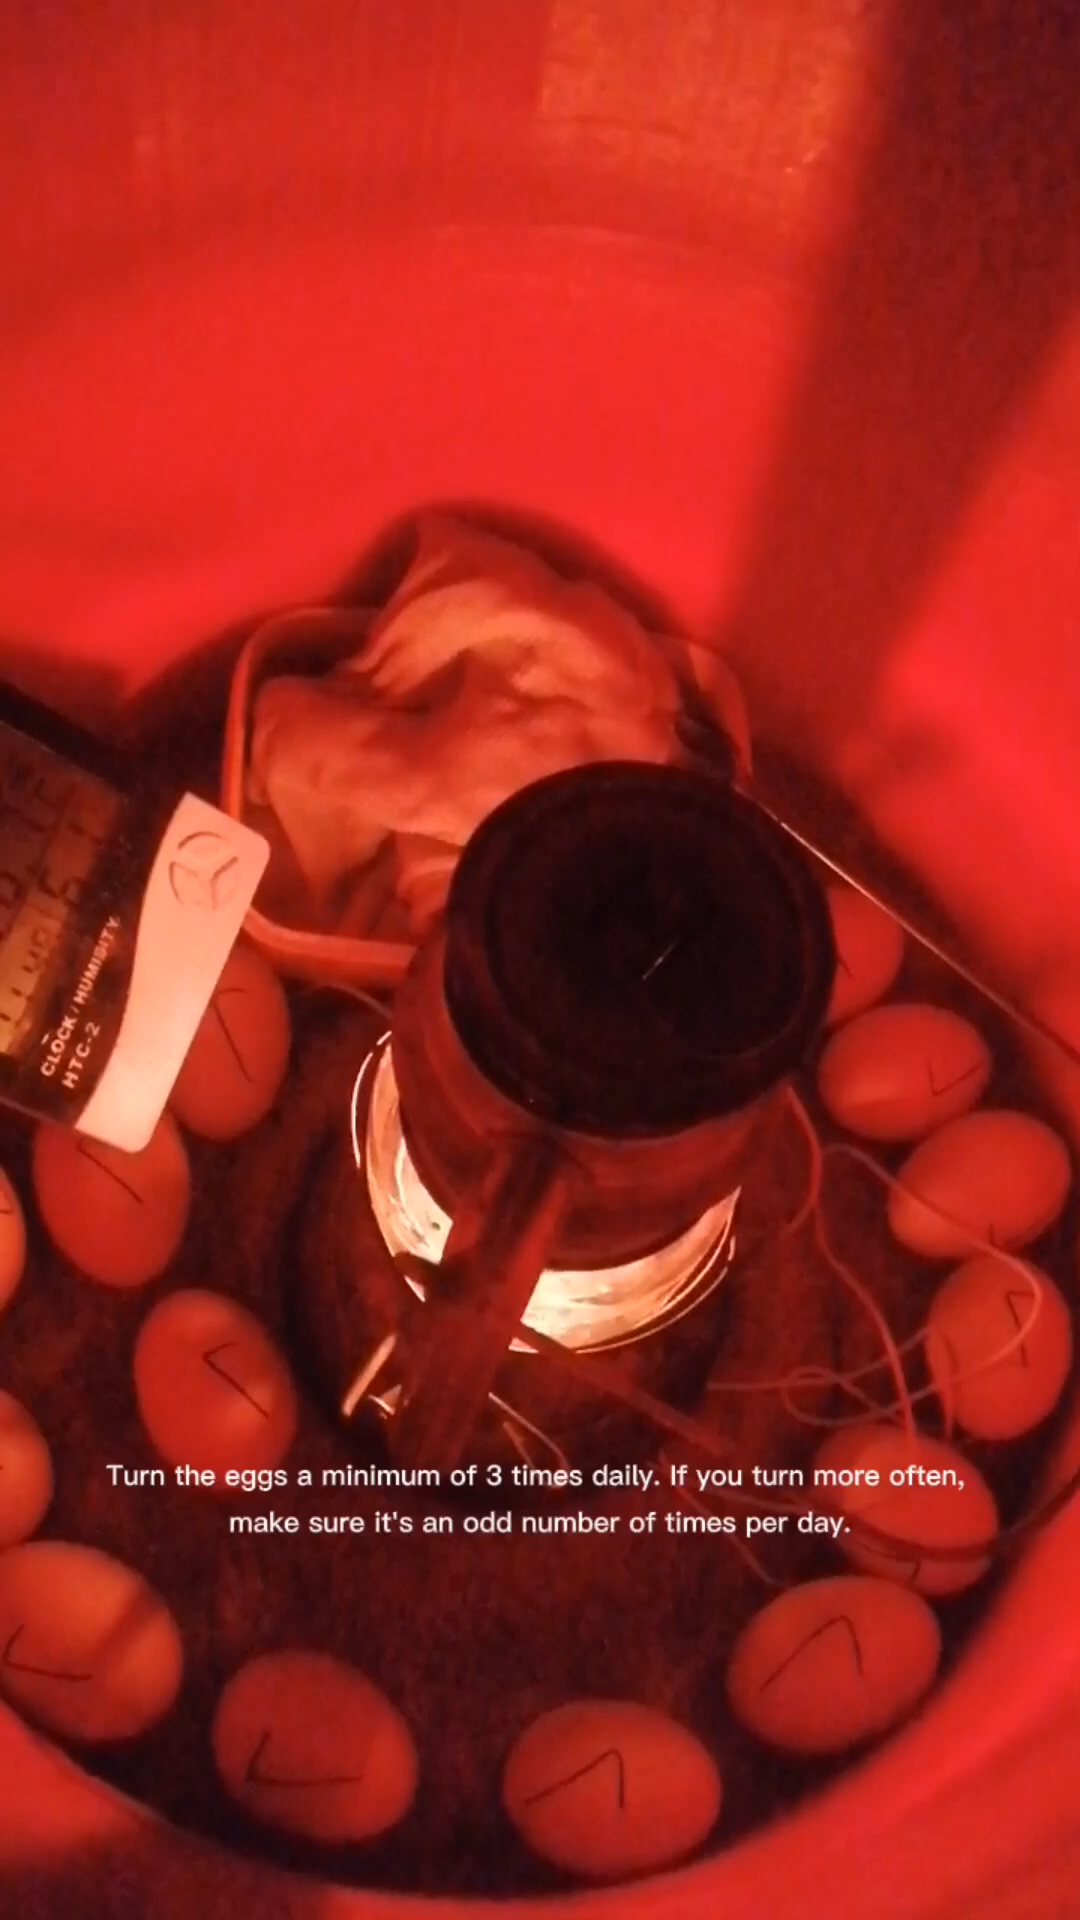 CLOCK / HUMIDITY
HTC-2
Turn the eggs a minimum of 3 times daily. If you turn more often,
make sure it's an odd number of times per day.